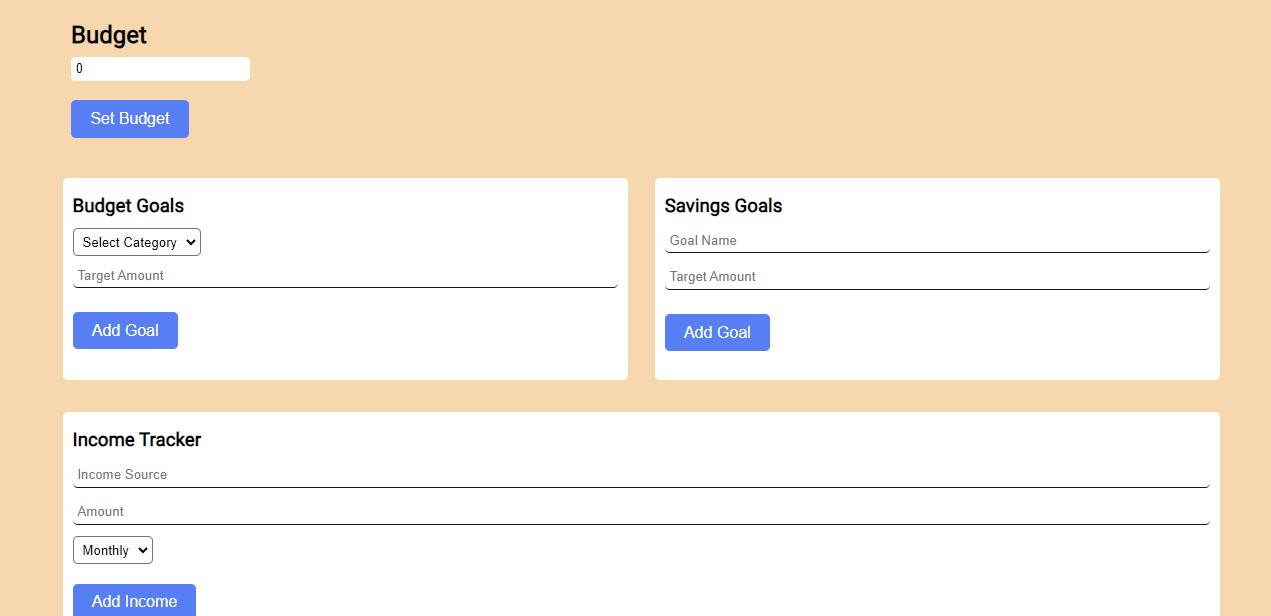 Budget
0
Set Budget
Budget Goals
Select Category
Target Amount
Add Goal
Savings Goals
Goal Name
Target Amount
Add Goal
Income Tracker
Income Source
Amount
Monthly
Add Income